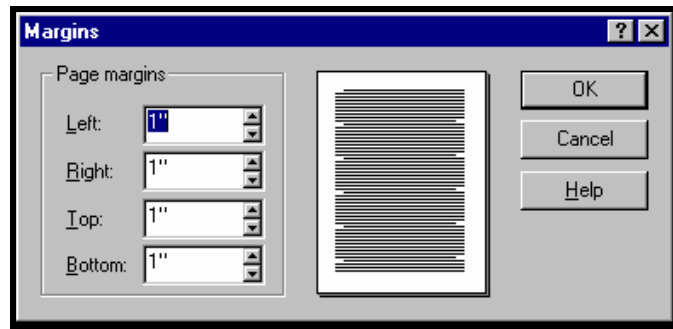 Margins
Page margins
Left: 1"
Right: 1"
Top: 1"
Bottom: 1"
OK
Cancel
Help